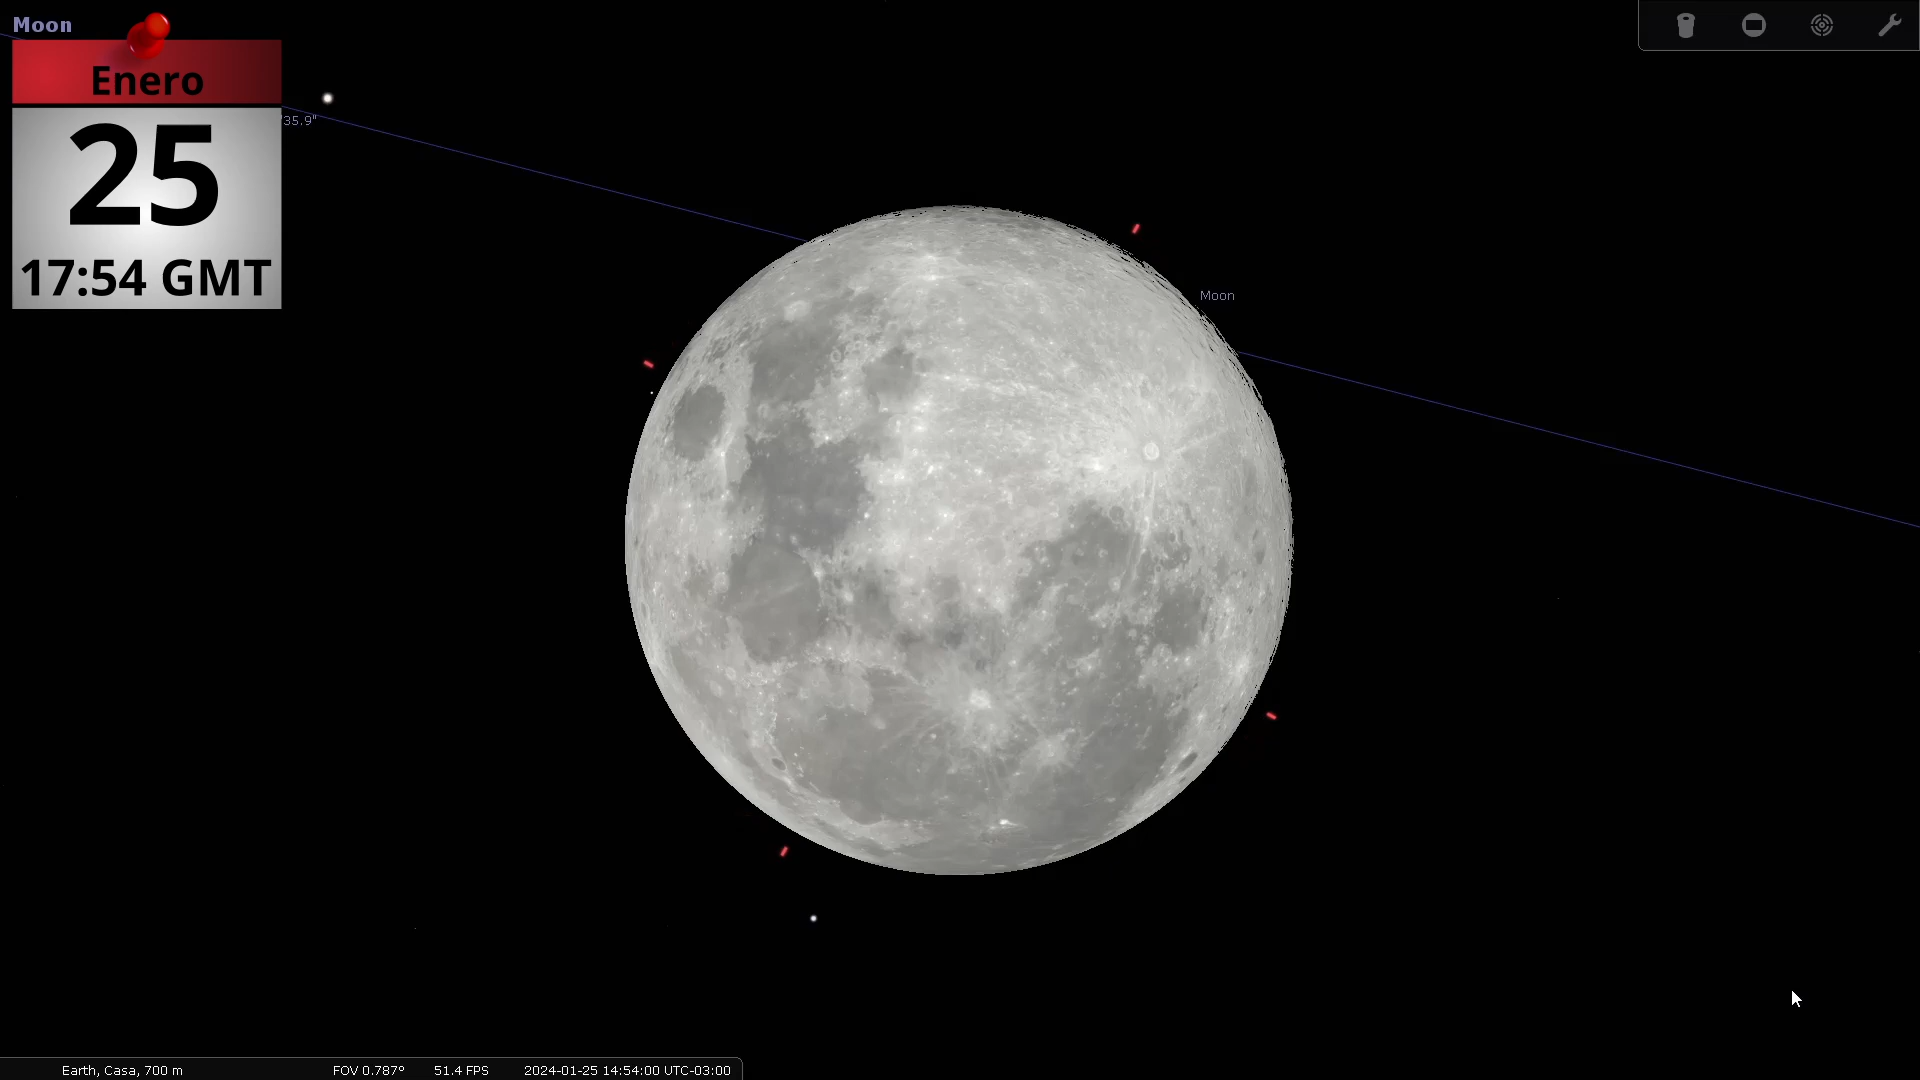 Moon
Enero
25
17:54 GMT
35.9"
Moon
Earth, Casa, 700 m
FOV 0.787°
51.4 FPS
2024-01-25 14:54:00 UTC-03:00